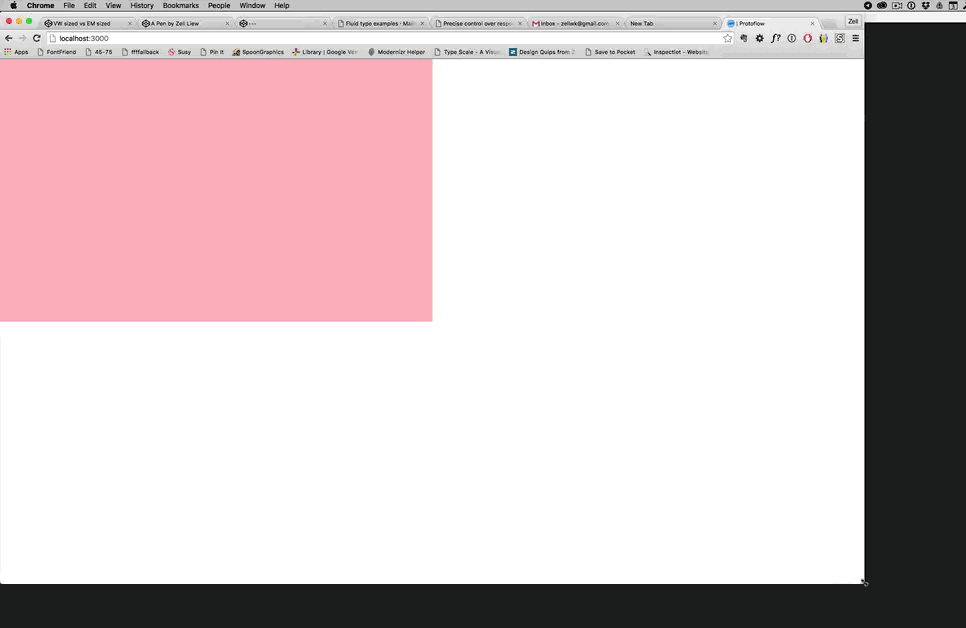 Chrome File Edit View History Bookmarks People Window Help
VW sized vs EM sized A Pen by Zell Liew --- Fluid type examples - Mai Precise control over respo Inbox - zellwk@gmail.com New Tab Protoflow Zell
localhost:3000 f?
Apps FontFriend 45-75 ffffallback Susy Pin It SpoonGraphics Library | Google Ven Modernizr Helper Type Scale - A Visua Design Quips from Z Save to Pocket Inspectlet - Website